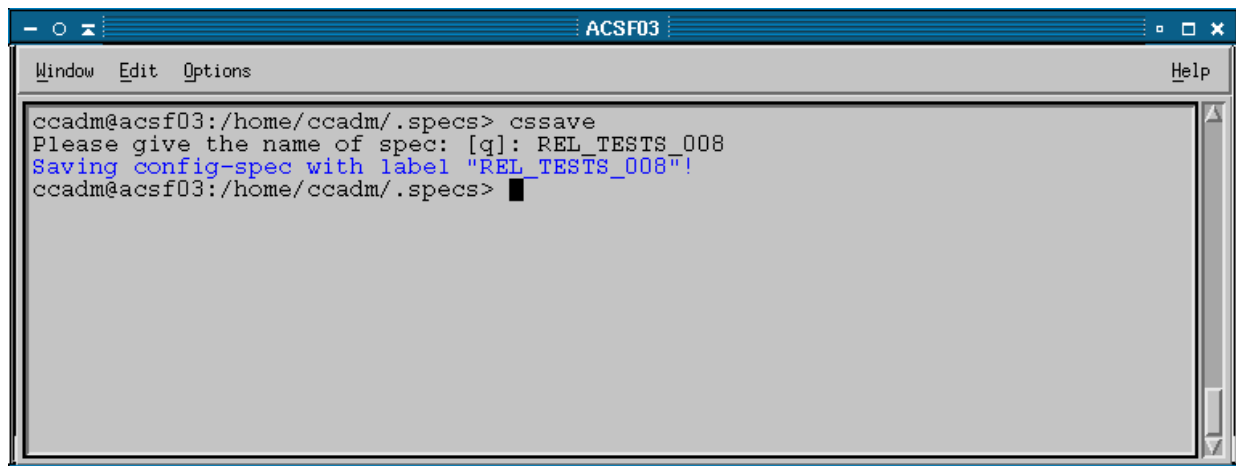 ACSF03
Window Edit Options Help
ccadm@acsf03:/home/ccadm/.specs> cssave
Please give the name of spec: [q]: REL_TESTS_008
Saving config-spec with label "REL_TESTS_008"!
ccadm@acsf03:/home/ccadm/.specs>